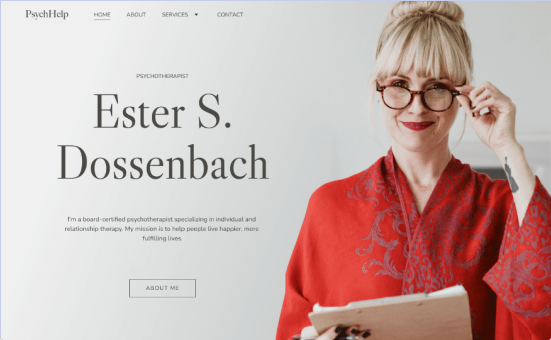 PsychHelp
HOME ABOUT SERVICES CONTACT
PSYCHOTHERAPIST
Ester S.
Dossenbach
I'm a board-certified psychotherapist specializing in individual and
relationship therapy. My mission is to help people live happier, more
fulfilling lives.
ABOUT ME